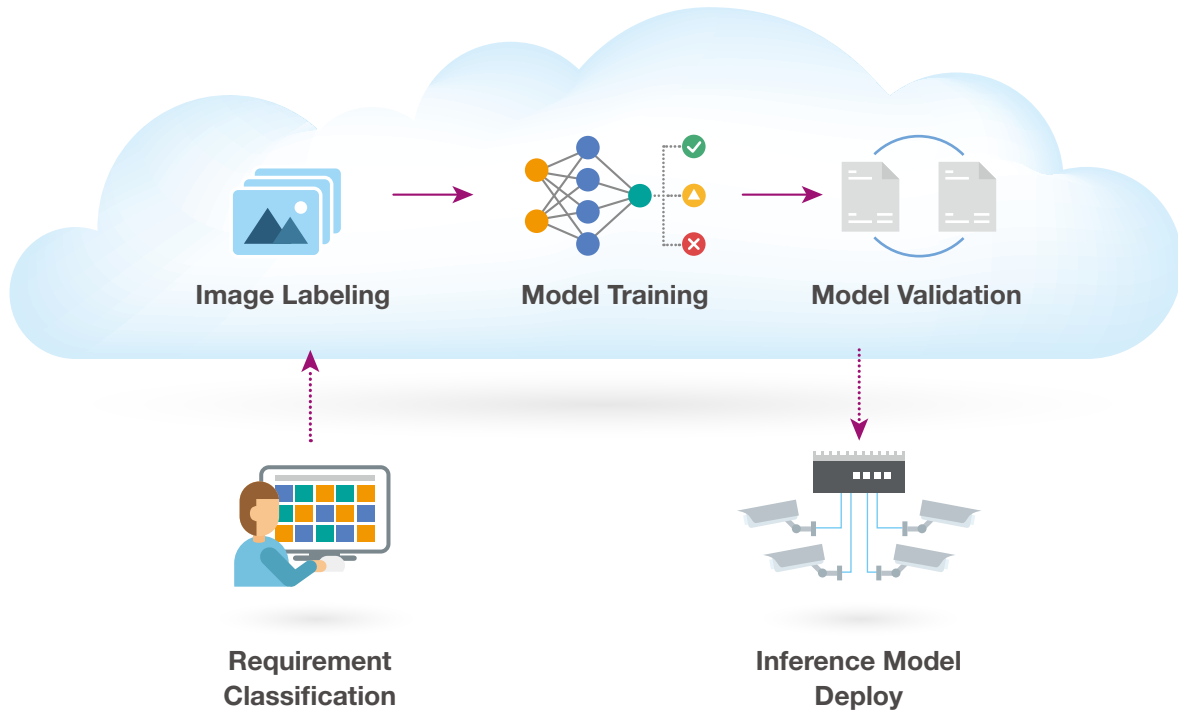 Image Labeling
Model Training
Model Validation
Requirement
Classification
Inference Model
Deploy